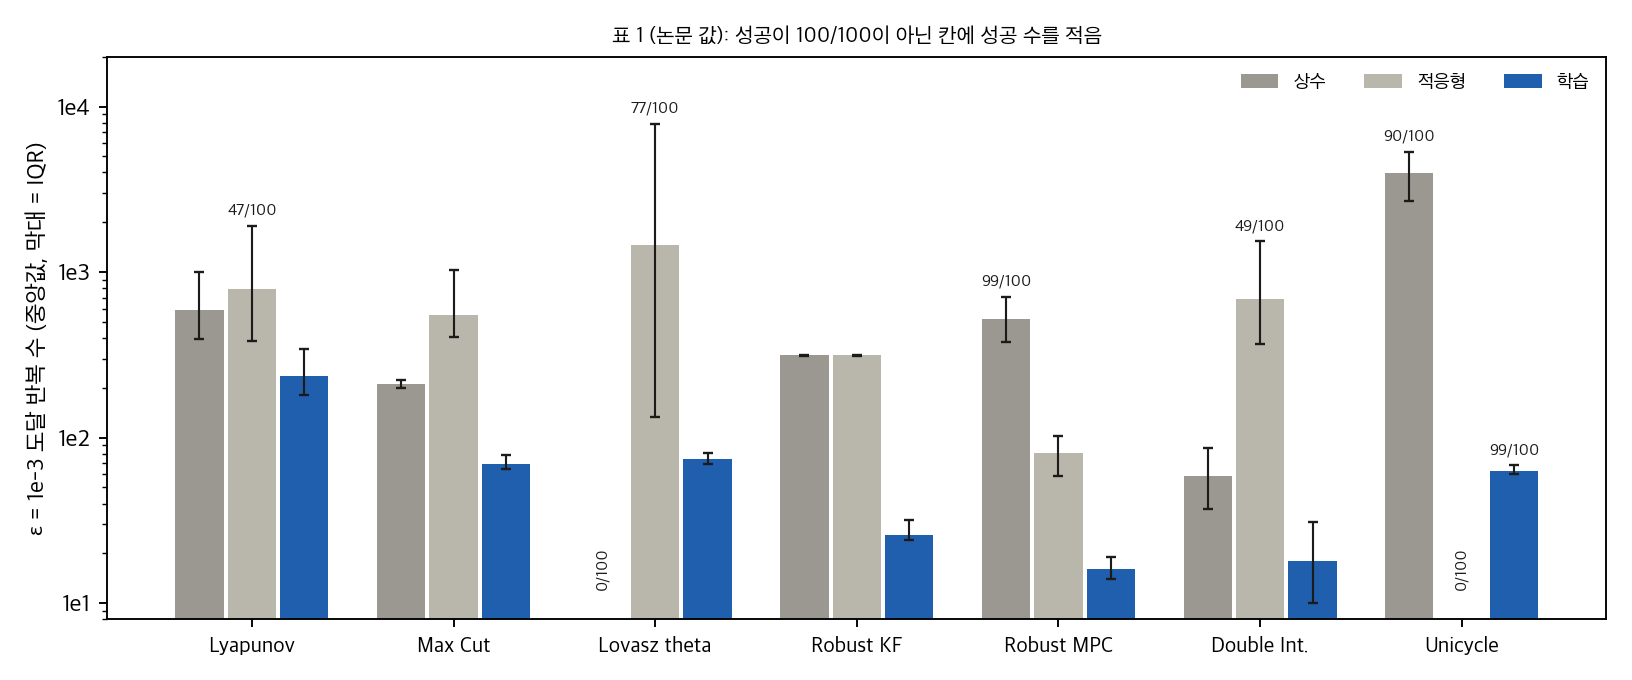 표 1 (논문 값): 성공이 100/100이 아닌 칸에 성공 수를 적음
상수
적응형
학습
ε = 1e-3 도달 반복 수 (중앙값, 막대 = IQR)
1e4
1e3
1e2
1e1
47/100
0/100
77/100
99/100
49/100
90/100
0/100
99/100
Lyapunov
Max Cut
Lovasz theta
Robust KF
Robust MPC
Double Int.
Unicycle